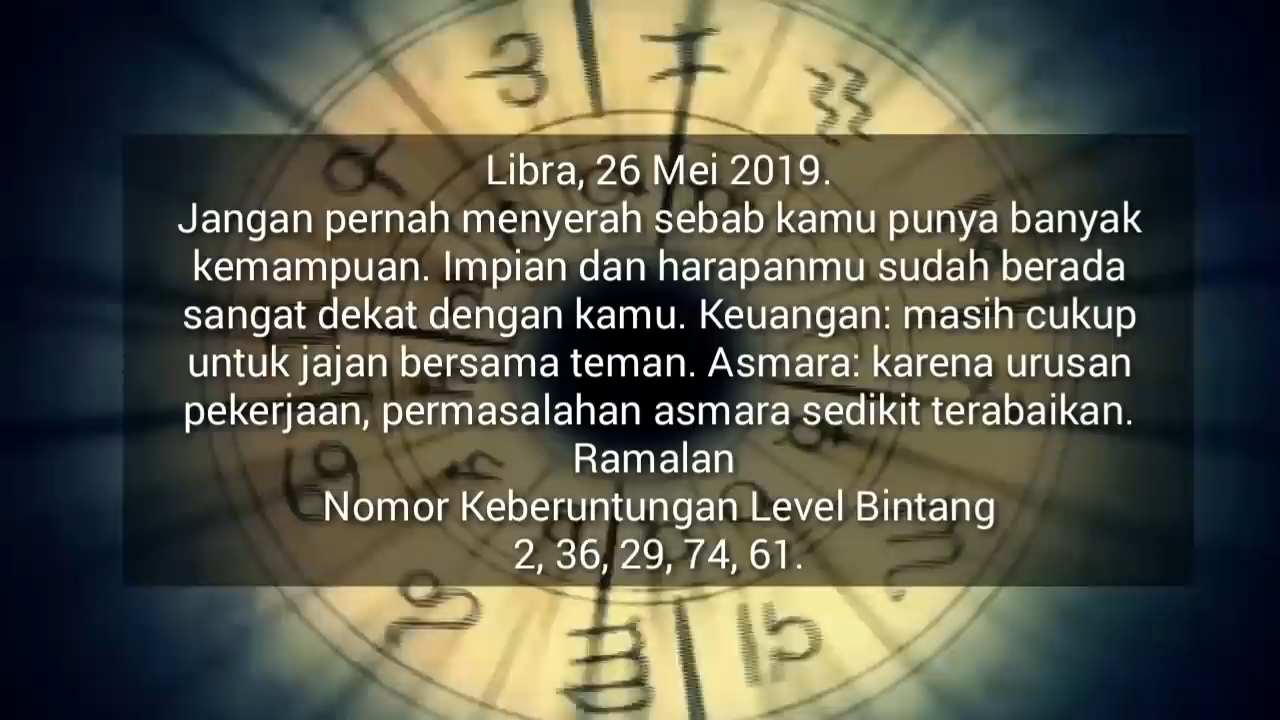 Libra, 26 Mei 2019.
Jangan pernah menyerah sebab kamu punya banyak
kemampuan. Impian dan harapanmu sudah berada
sangat dekat dengan kamu. Keuangan: masih cukup
untuk jajan bersama teman. Asmara: karena urusan
pekerjaan, permasalahan asmara sedikit terabaikan.
Ramalan
Nomor Keberuntungan Level Bintang
2, 36, 29, 74, 61.